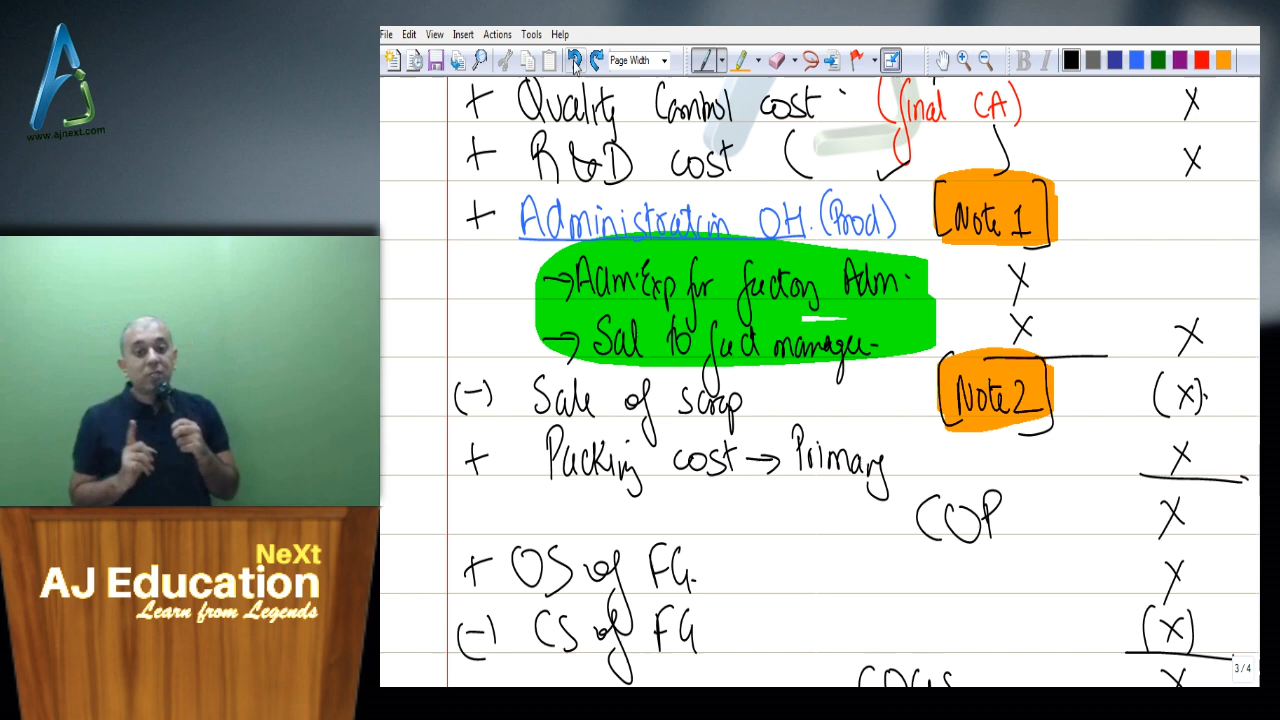 www.ajnext.com
File Edit View Insert Actions Tools Help
Page Width
B I
+ Quality Control cost (final CA) X
+ R&D cost ( ) X
+ Administration OH. (Prod) [Note 1]
→ Adm. Exp for factory Adm. X
→ Sal to fact manager X X
(-) Sale of scrap [Note 2] (X)
+ Packing cost → Primary X
COP X
+ OS of FG. X
(-) CS of FG (X)
COGS X
3/4
NeXt
AJ Education
Learn from Legends